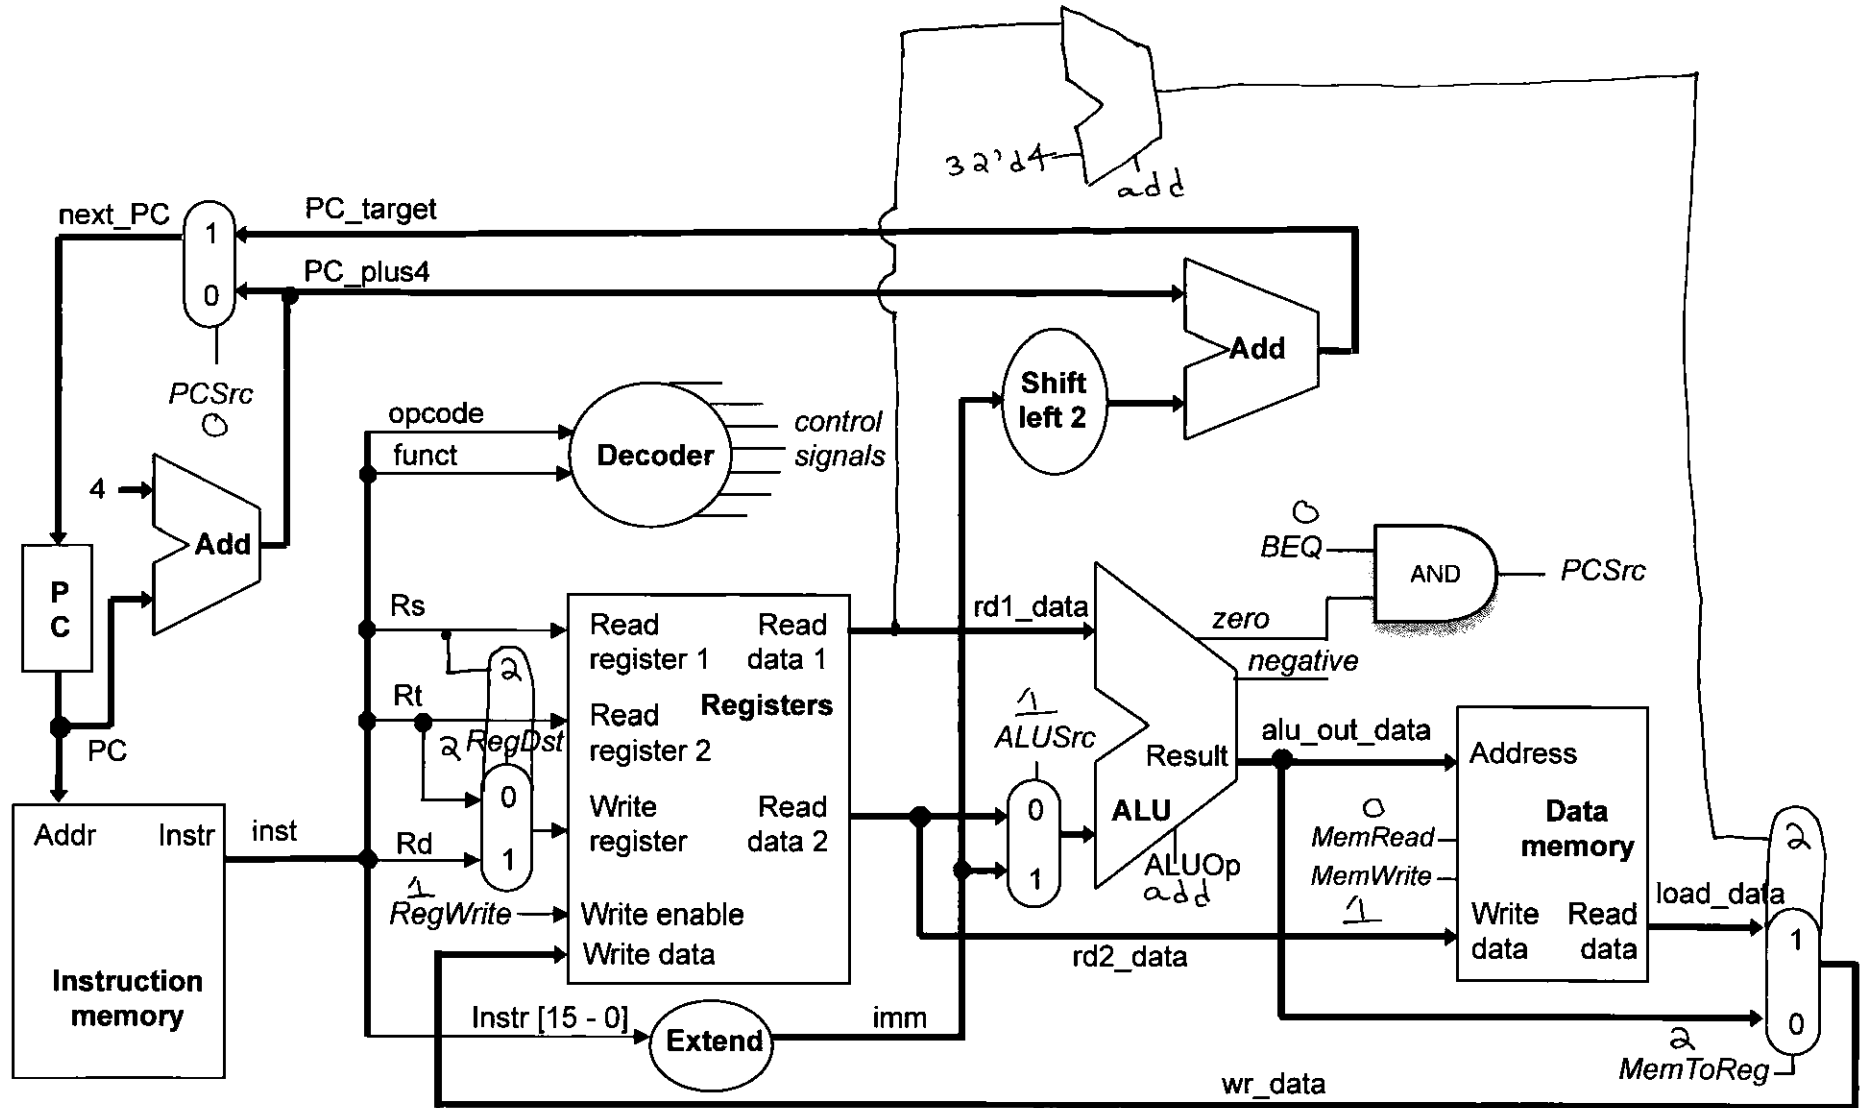 32'd4
add
next_PC
1
0
PC_target
PC_plus4
PCSrc
0
4
Add
P
C
PC
Addr Instr
Instruction
memory
inst
opcode
funct
Decoder
control
signals
Shift
left 2
Add
Rs
Rt
Rd
2
2 RegDst
0
1
1
RegWrite
Read
register 1
Read
data 1
Registers
Read
register 2
Write
register
Read
data 2
Write enable
Write data
Instr [15 - 0]
Extend
imm
rd1_data
1
ALUSrc
0
1
ALU
Result
ALUOp
add
zero
negative
0
BEQ
AND
PCSrc
alu_out_data
rd2_data
Address
Data
memory
0
MemRead
MemWrite
1
Write
data
Read
data
load_data
2
1
0
2
MemToReg
wr_data